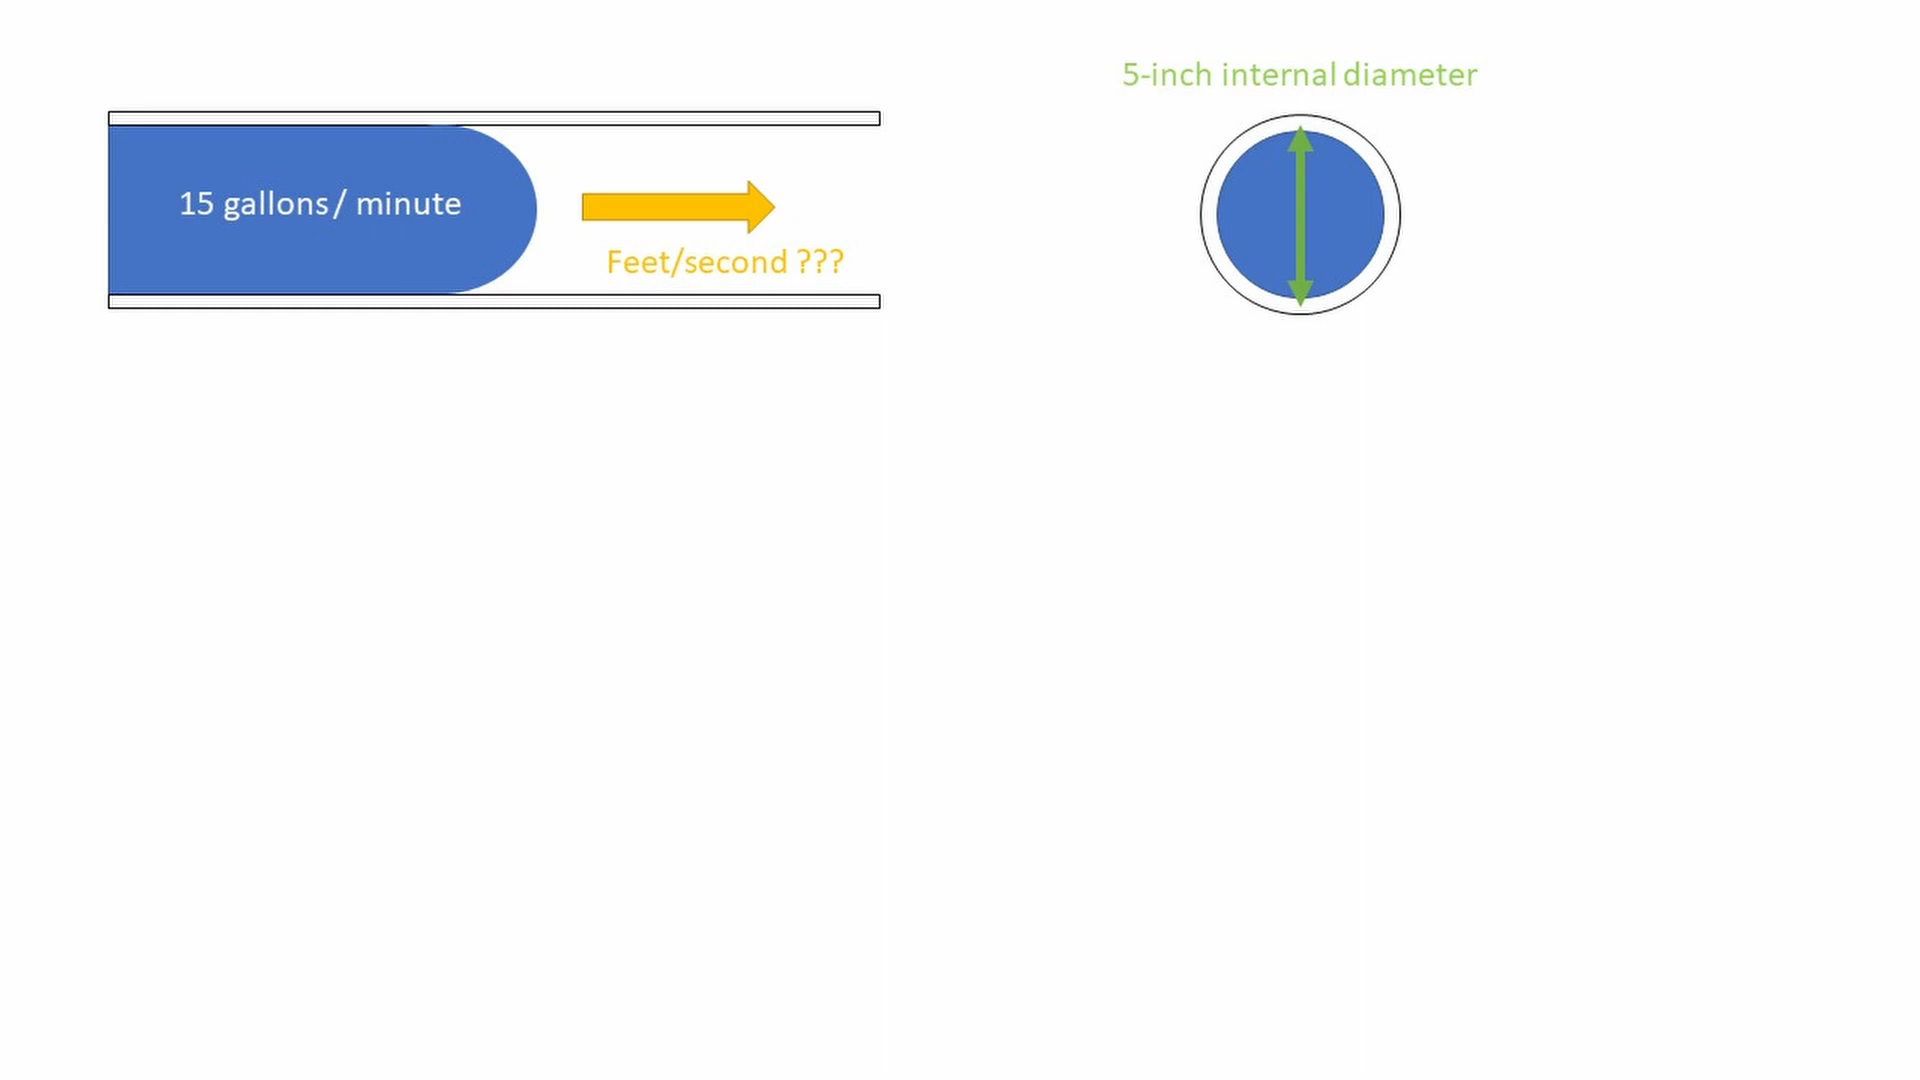 5-inch internal diameter
15 gallons / minute
Feet/second ???